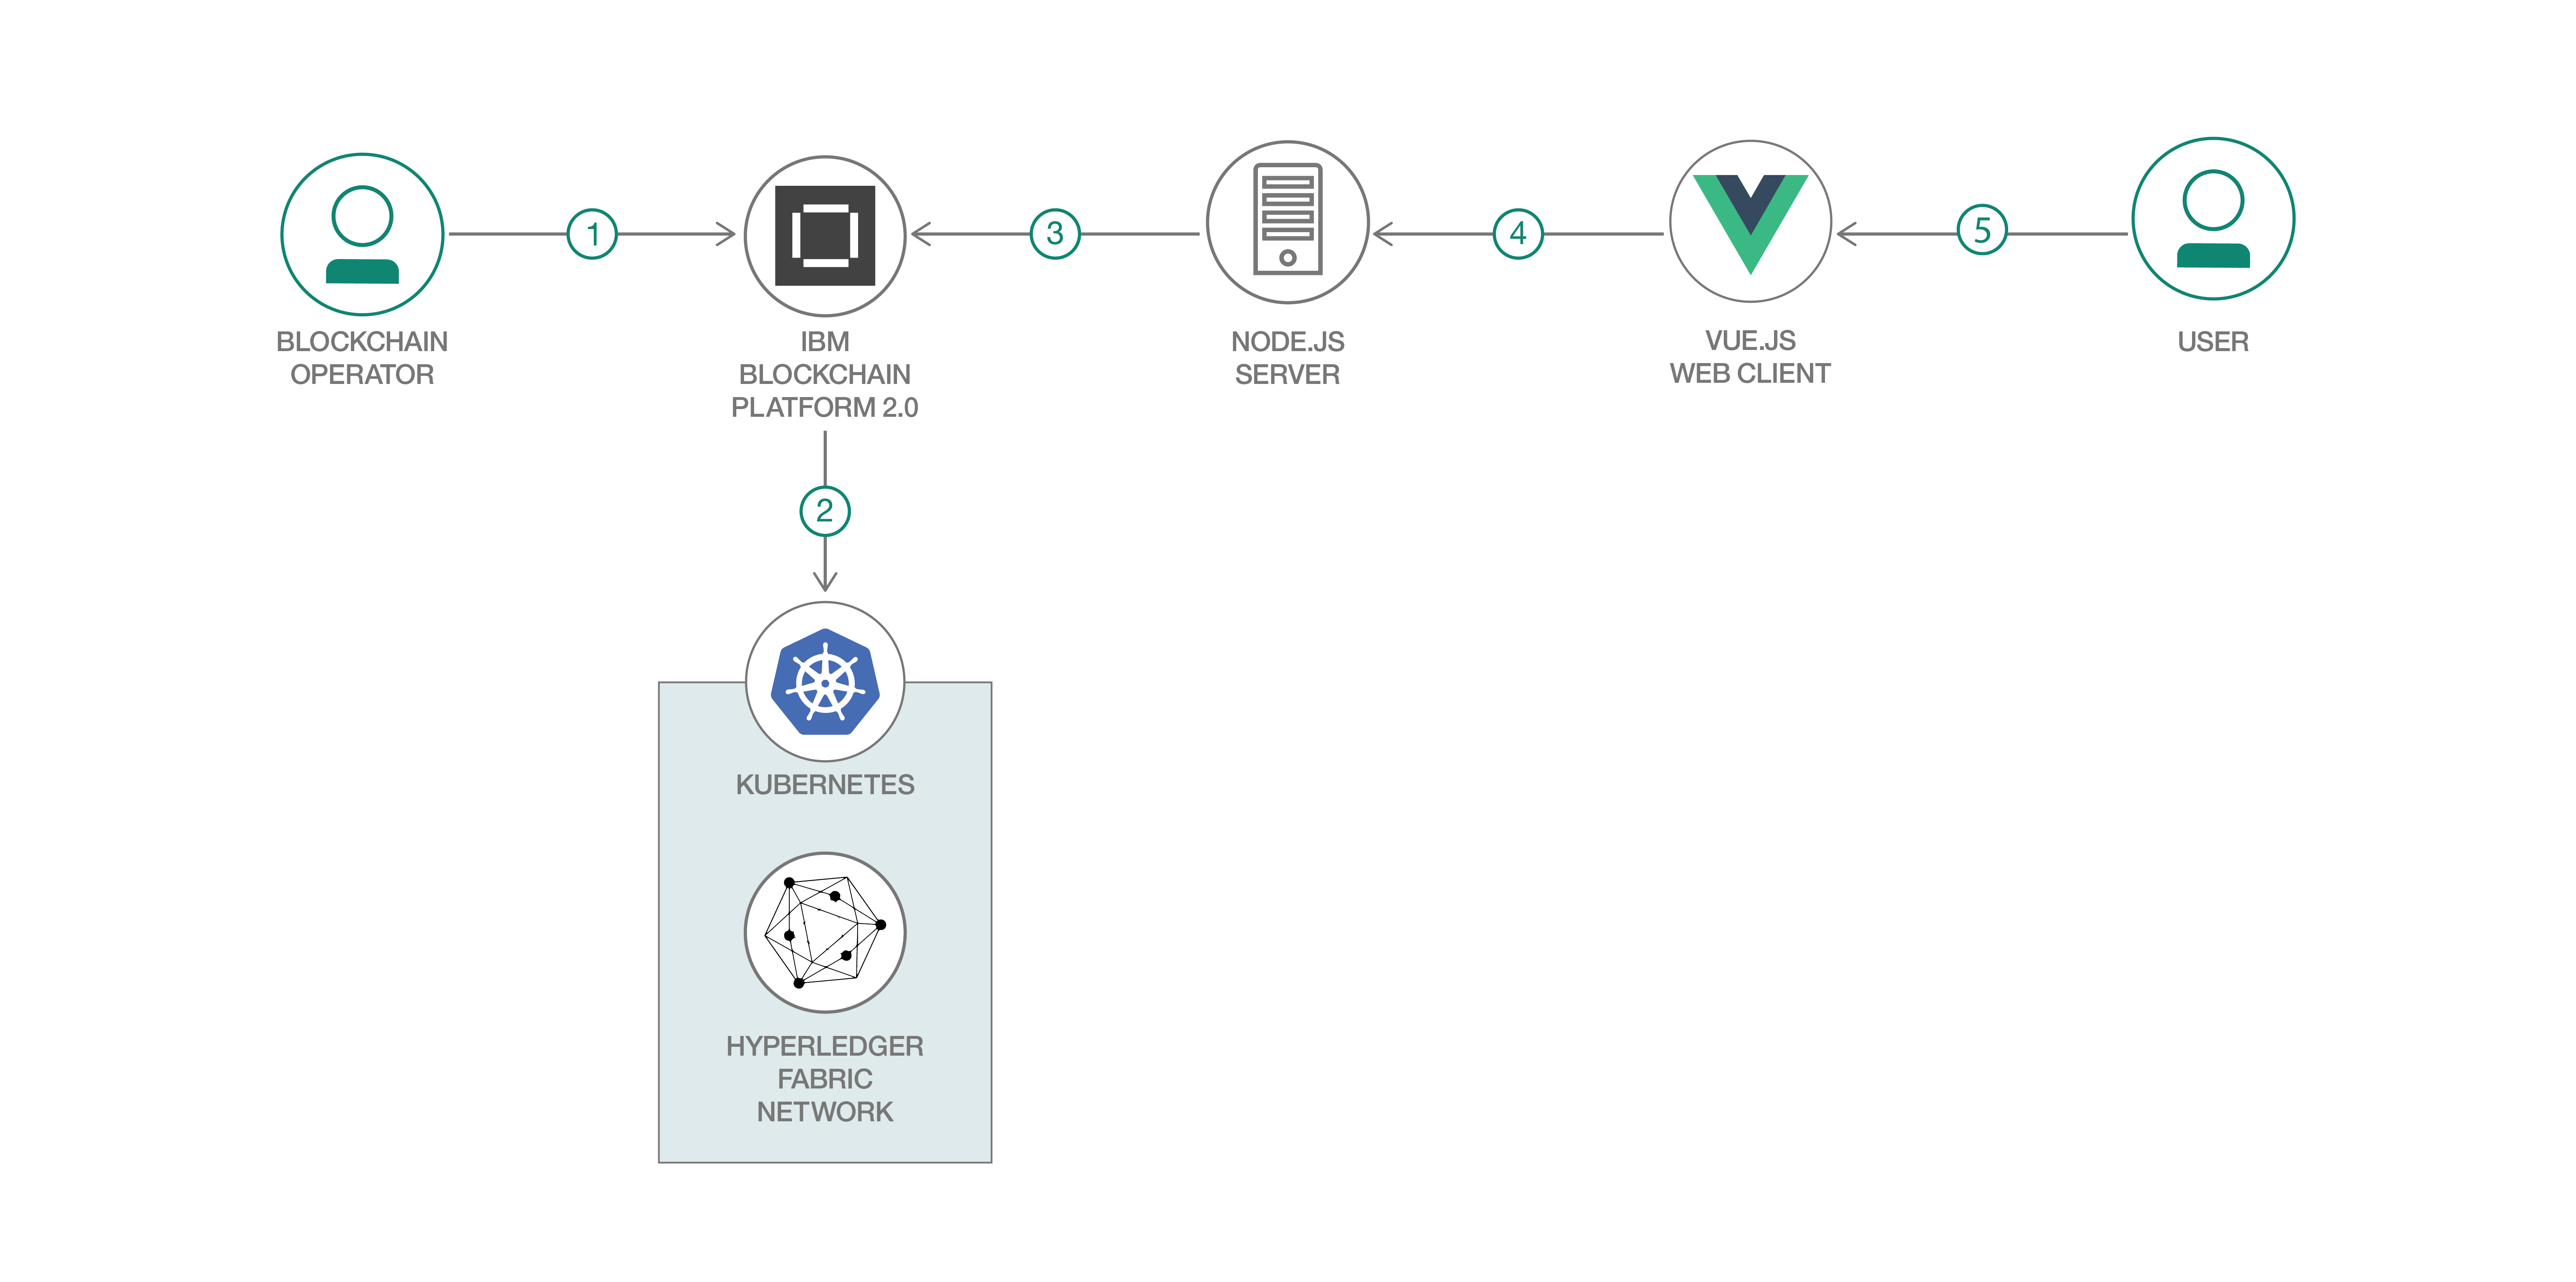 1
3
4
5
BLOCKCHAIN
OPERATOR
IBM
BLOCKCHAIN
PLATFORM 2.0
NODE.JS
SERVER
VUE.JS
WEB CLIENT
USER
2
KUBERNETES
HYPERLEDGER
FABRIC
NETWORK